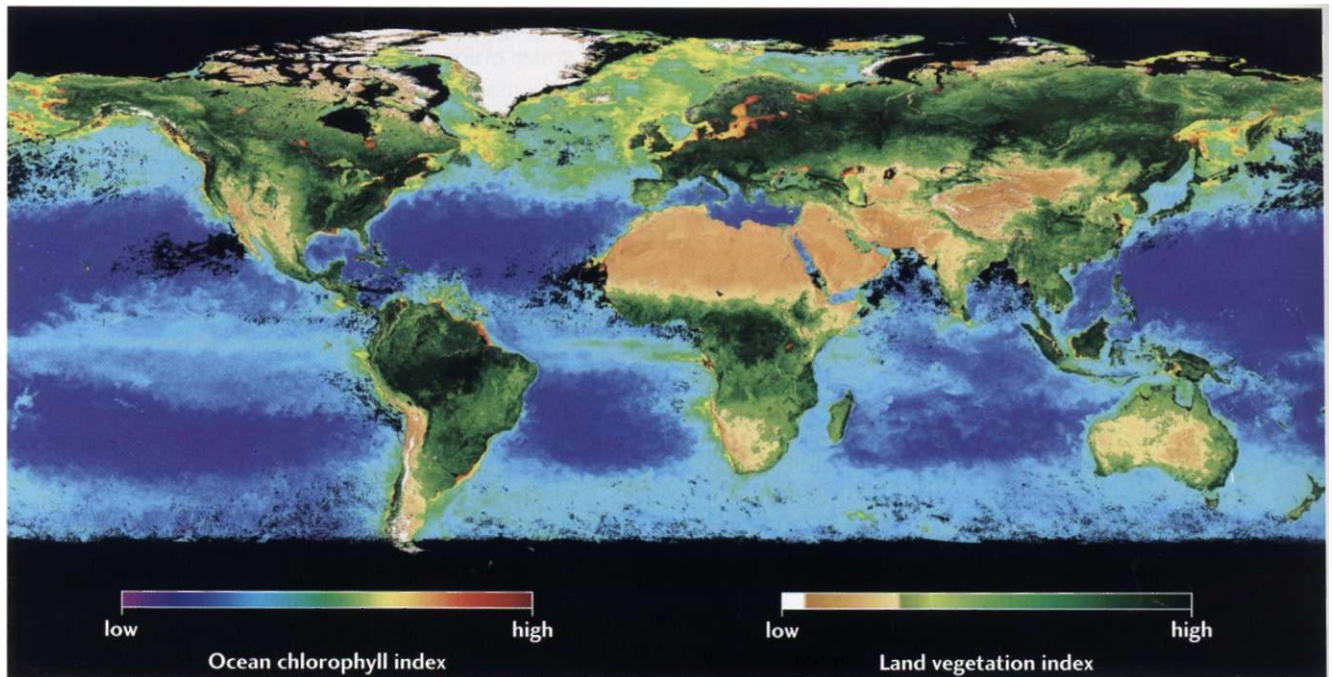 low
high
Ocean chlorophyll index
low
high
Land vegetation index